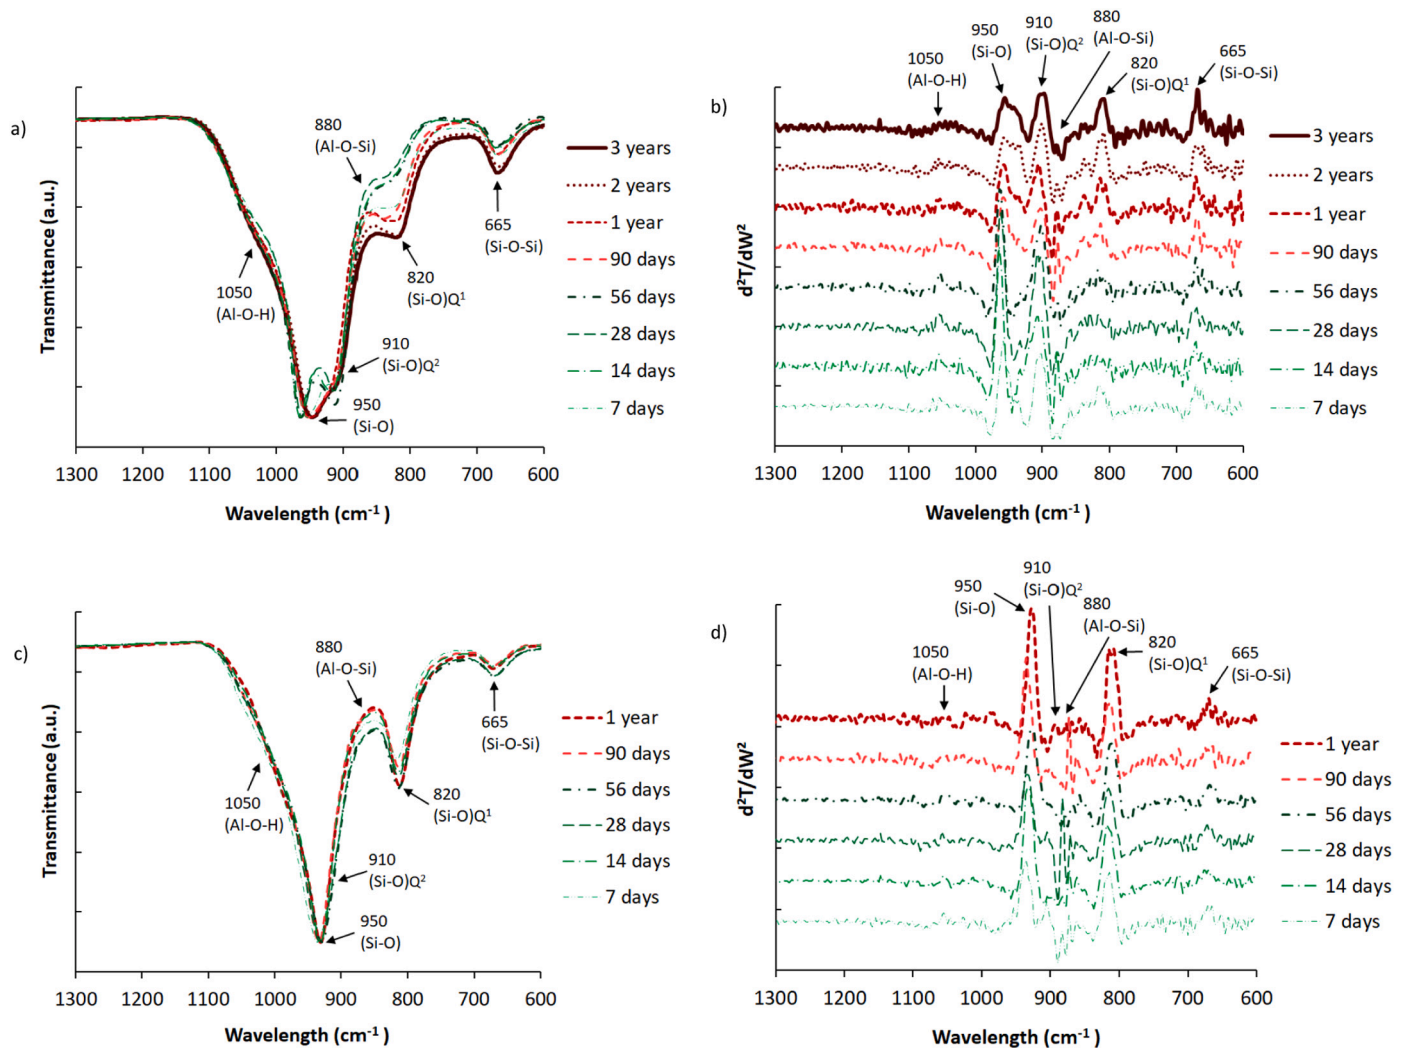 a)
Transmittance (a.u.)
880
(Al-O-Si)
1050
(Al-O-H)
950
(Si-O)
910
(Si-O)Q²
820
(Si-O)Q¹
665
(Si-O-Si)
1300 1200 1100 1000 900 800 700 600
Wavelength (cm⁻¹ )
3 years
2 years
1 year
90 days
56 days
28 days
14 days
7 days
b)
d²T/dW²
1050
(Al-O-H)
950
(Si-O)
910
(Si-O)Q²
880
(Al-O-Si)
820
(Si-O)Q¹
665
(Si-O-Si)
1300 1200 1100 1000 900 800 700 600
Wavelength (cm⁻¹ )
3 years
2 years
1 year
90 days
56 days
28 days
14 days
7 days
c)
Transmittance (a.u.)
880
(Al-O-Si)
1050
(Al-O-H)
950
(Si-O)
910
(Si-O)Q²
820
(Si-O)Q¹
665
(Si-O-Si)
1300 1200 1100 1000 900 800 700 600
Wavelength (cm⁻¹ )
1 year
90 days
56 days
28 days
14 days
7 days
d)
d²T/dW²
1050
(Al-O-H)
950
(Si-O)
910
(Si-O)Q²
880
(Al-O-Si)
820
(Si-O)Q¹
665
(Si-O-Si)
1300 1200 1100 1000 900 800 700 600
Wavelength (cm⁻¹ )
1 year
90 days
56 days
28 days
14 days
7 days